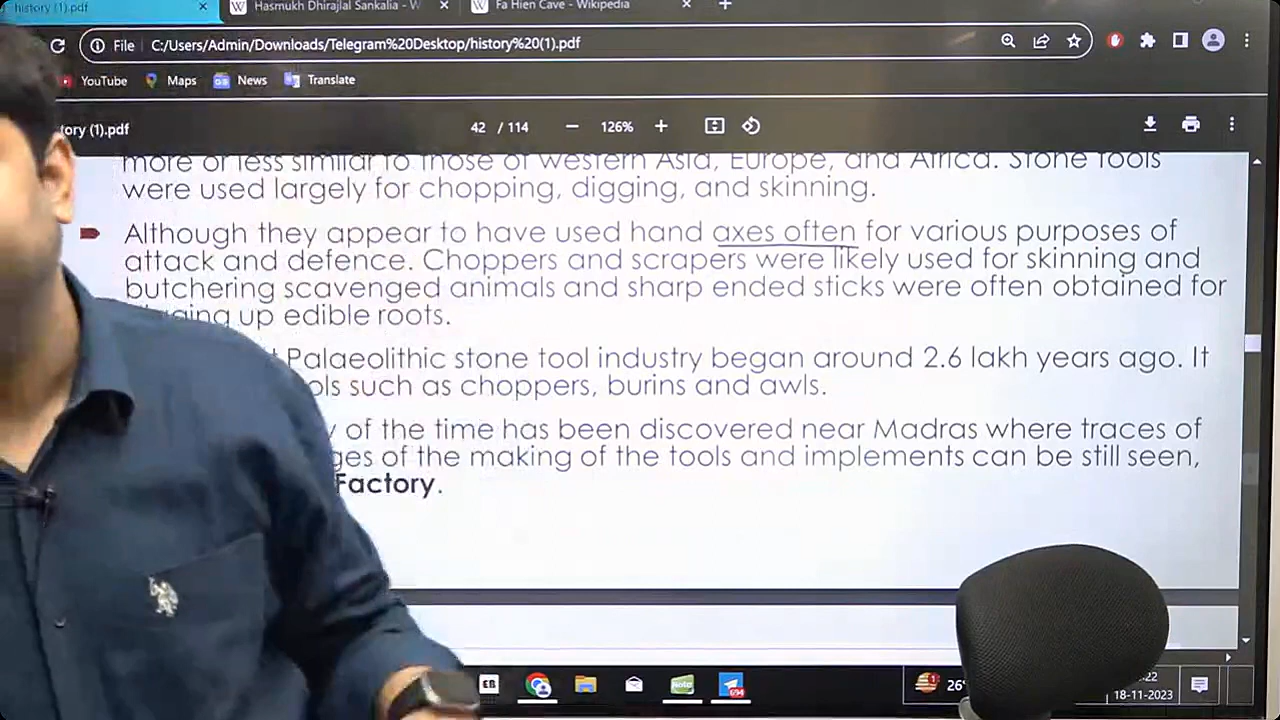 history (1).pdf
Hasmukh Dhirajlal Sankalia - W
Fa Hien Cave - Wikipedia
File C:/Users/Admin/Downloads/Telegram%20Desktop/history%20(1).pdf
YouTube Maps News Translate
tory (1).pdf 42 / 114 126%
more or less similar to those of western Asia, Europe, and Africa. Stone tools
were used largely for chopping, digging, and skinning.
Although they appear to have used hand axes often for various purposes of
attack and defence. Choppers and scrapers were likely used for skinning and
butchering scavenged animals and sharp ended sticks were often obtained for
up edible roots.
Palaeolithic stone tool industry began around 2.6 lakh years ago. It
such as choppers, burins and awls.
of the time has been discovered near Madras where traces of
of the making of the tools and implements can be still seen,
Factory.
EB
694
26°
18-11-2023